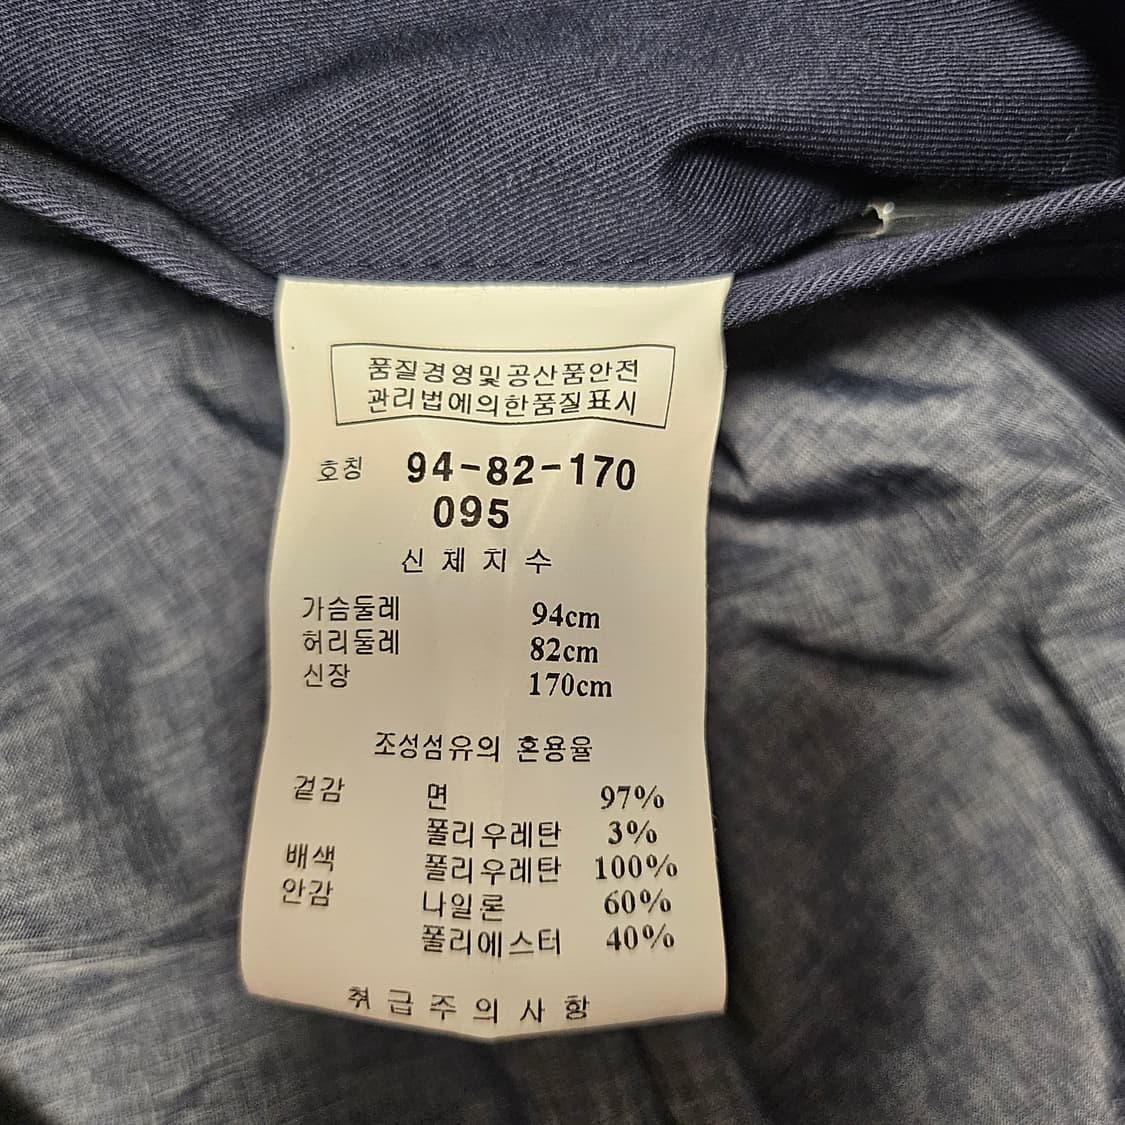 품질경영및공산품안전
관리법에의한품질표시
호칭 94-82-170
095
신체치수
가슴둘레 94cm
허리둘레 82cm
신장 170cm
조성섬유의 혼용율
겉감 면 97%
폴리우레탄 3%
배색 폴리우레탄 100%
안감 나일론 60%
폴리에스터 40%
취급주의사항